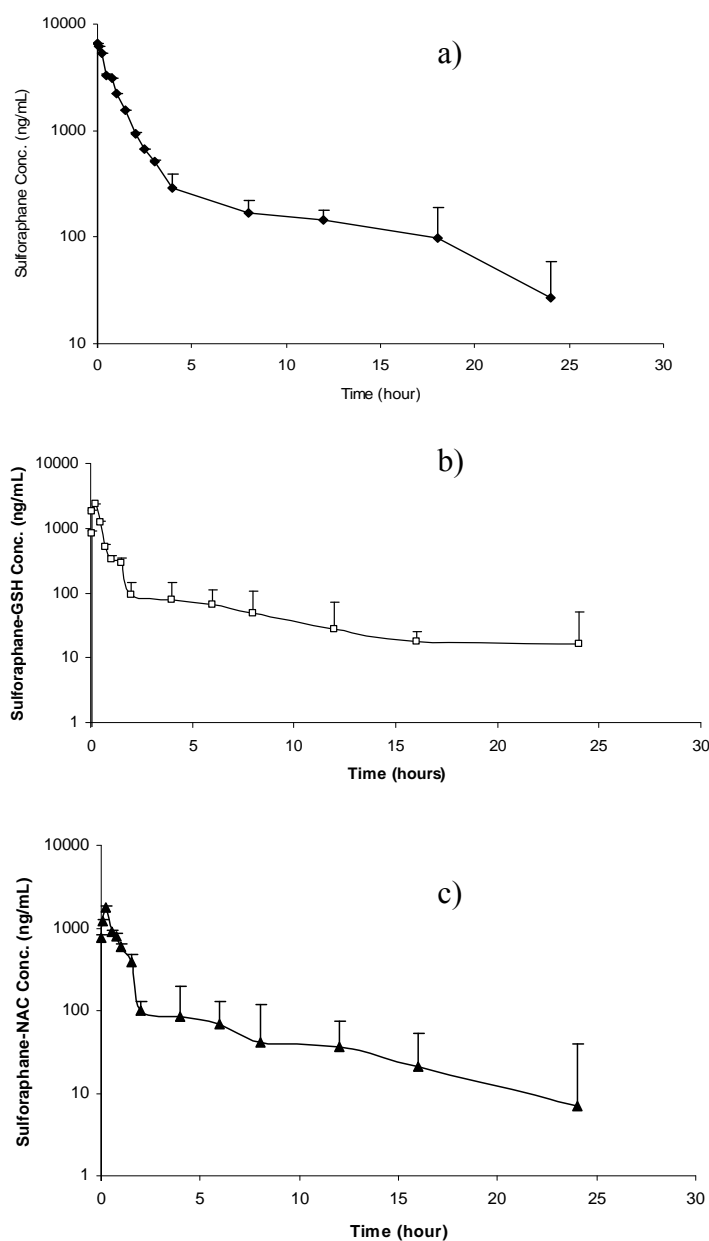 a)
10000
1000
100
10
0 5 10 15 20 25 30
Sulforaphane Conc. (ng/mL)
Time (hour)
b)
10000
1000
100
10
1
0 5 10 15 20 25 30
Sulforaphane-GSH Conc. (ng/mL)
Time (hours)
c)
10000
1000
100
10
1
0 5 10 15 20 25 30
Sulforaphane-NAC Conc. (ng/mL)
Time (hour)